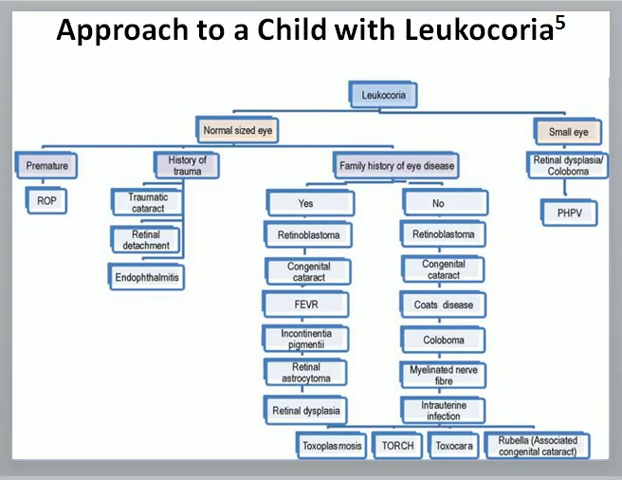 Approach to a Child with Leukocoria5
Leukocoria
Normal sized eye
Small eye
Premature
History of
trauma
Family history of eye disease
Retinal dysplasia/
Coloboma
ROP
Traumatic
cataract
Yes
No
PHPV
Retinal
detachment
Retinoblastoma
Retinoblastoma
Endophthalmitis
Congenital
cataract
Congenital
cataract
FEVR
Coats disease
Incontinentia
pigmentii
Coloboma
Retinal
astrocytoma
Myelinated nerve
fibre
Retinal dysplasia
Intrauterine
infection
Toxoplasmosis
TORCH
Toxocara
Rubella (Associated
congenital cataract)